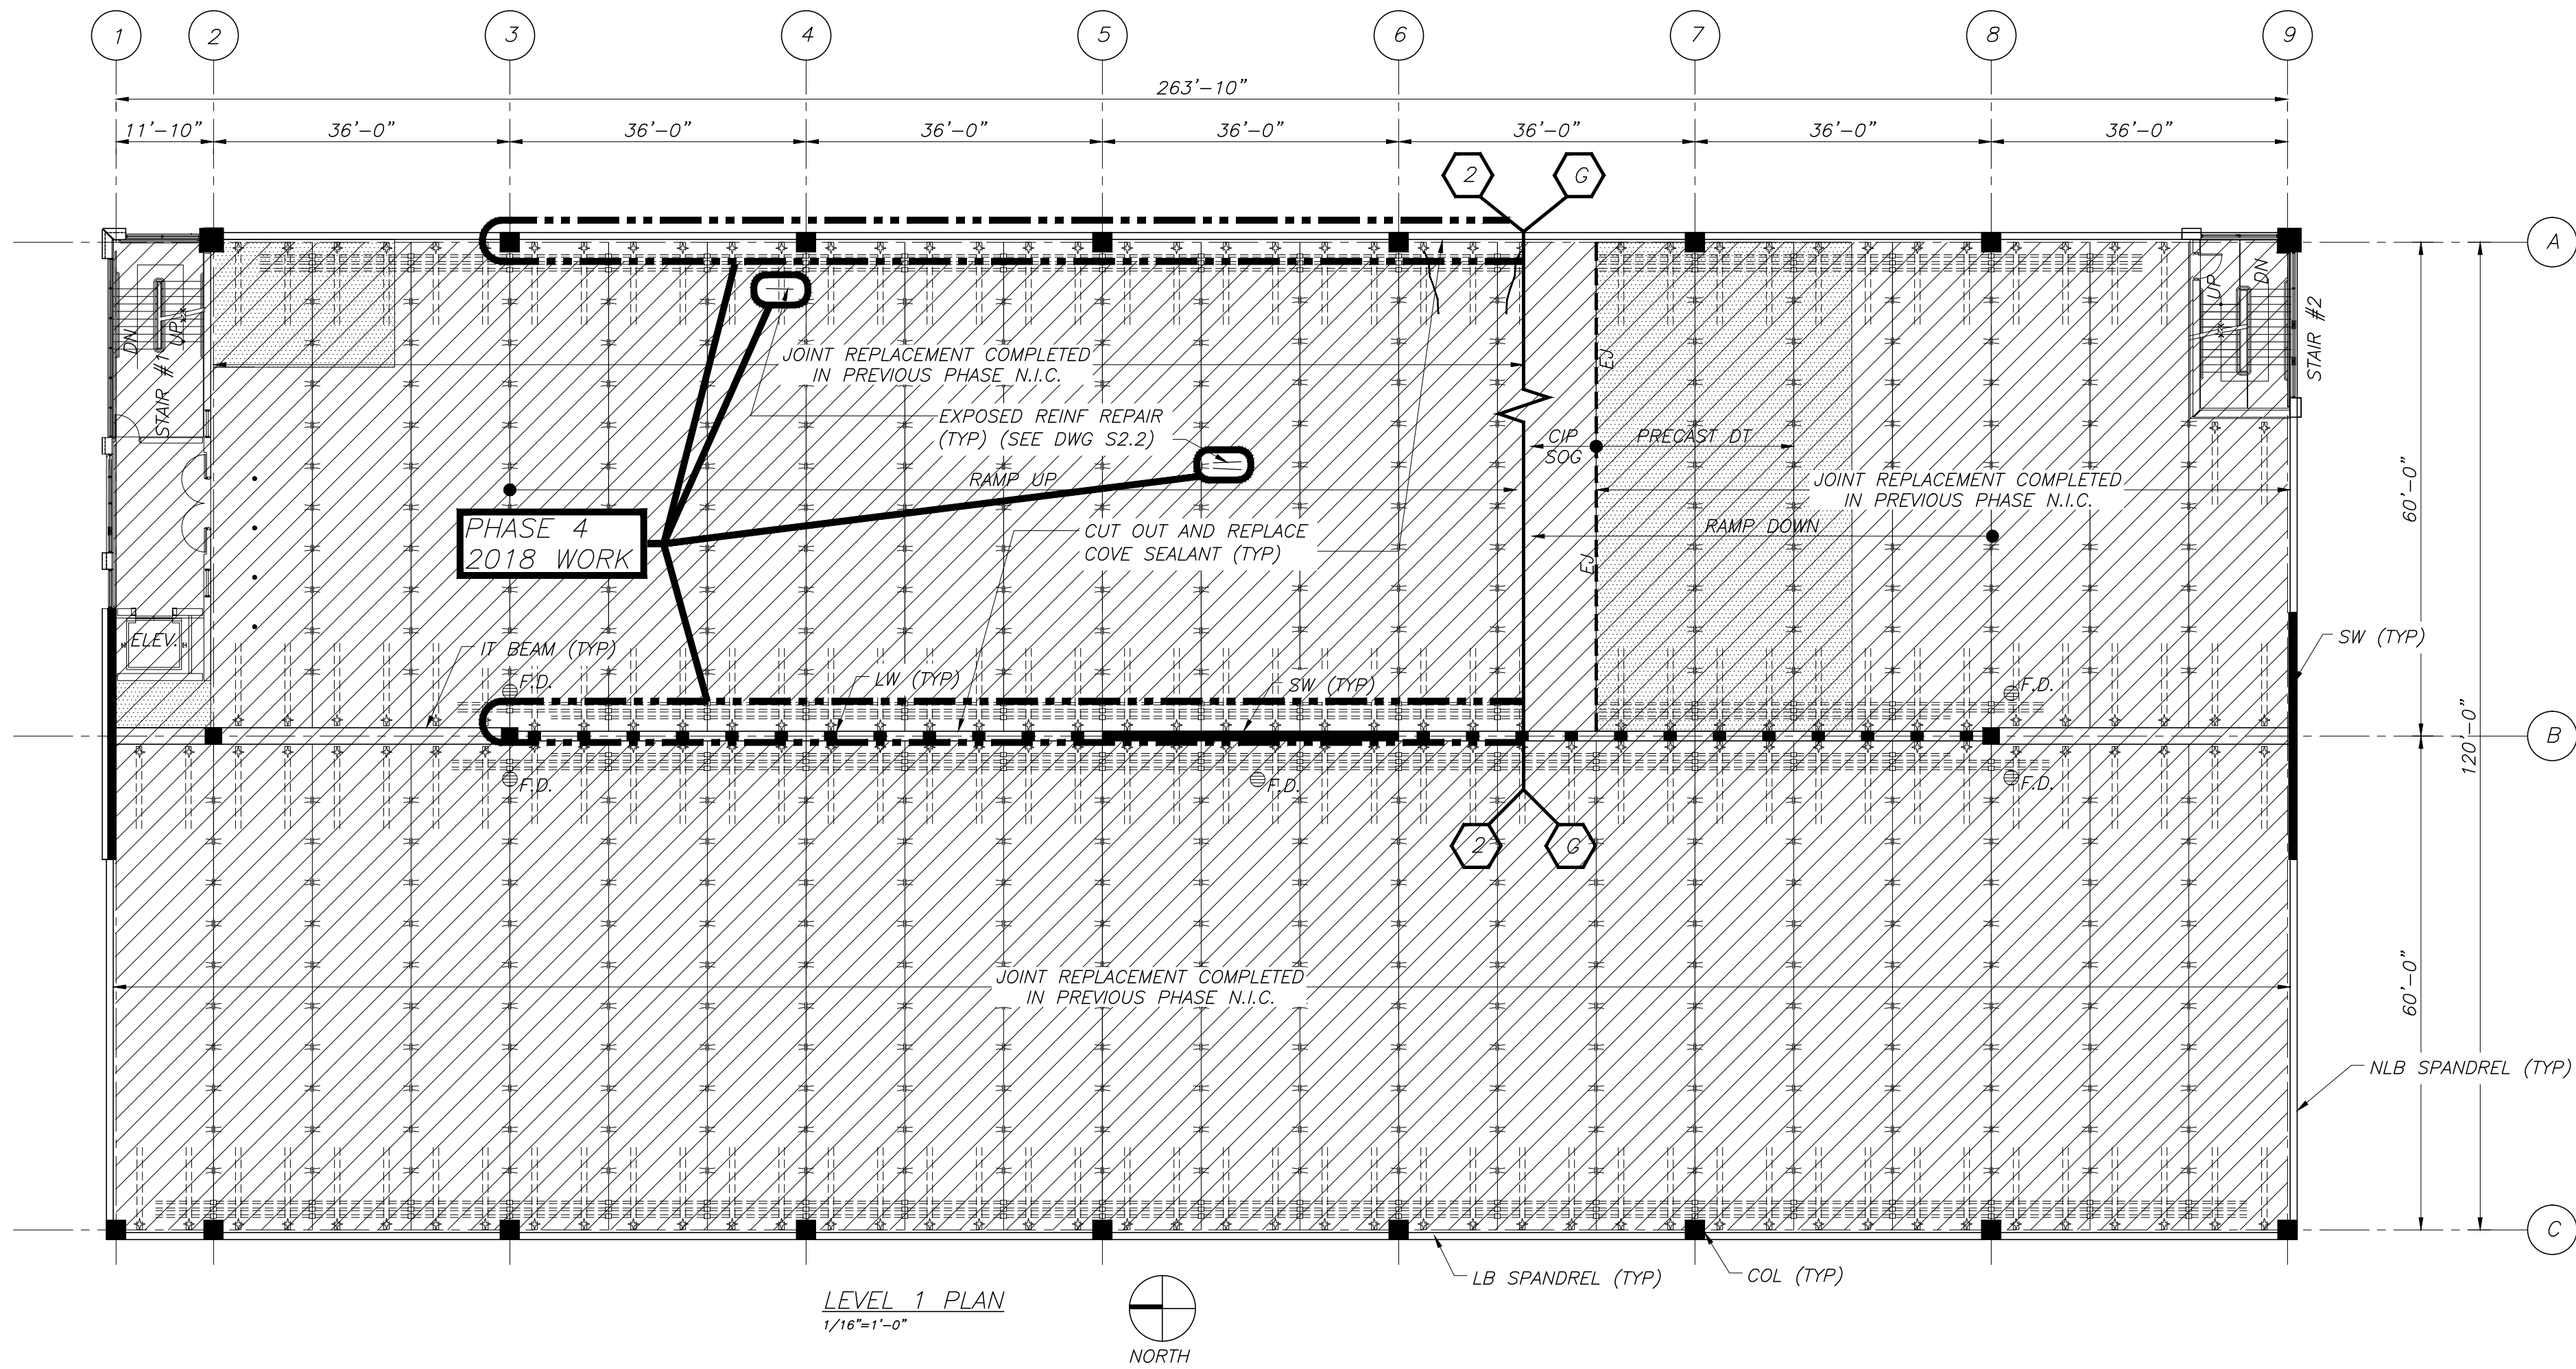 1 2 3 4 5 6 7 8 9
263'-10"
11'-10" 36'-0" 36'-0" 36'-0" 36'-0" 36'-0" 36'-0" 36'-0"
2 G
A
DN
UP
STAIR #1
UP
DN
STAIR #2
JOINT REPLACEMENT COMPLETED
IN PREVIOUS PHASE N.I.C.
EJ
EXPOSED REINF REPAIR
(TYP) (SEE DWG S2.2)
CIP
SOG
PRECAST DT
RAMP UP
JOINT REPLACEMENT COMPLETED
IN PREVIOUS PHASE N.I.C.
60'-0"
PHASE 4
2018 WORK
CUT OUT AND REPLACE
COVE SEALANT (TYP)
RAMP DOWN
EJ
ELEV.
IT BEAM (TYP)
SW (TYP)
F.D.
LW (TYP)
SW (TYP)
F.D.
B
120'-0"
F.D.
F.D.
F.D.
2 G
JOINT REPLACEMENT COMPLETED
IN PREVIOUS PHASE N.I.C.
60'-0"
NLB SPANDREL (TYP)
C
LB SPANDREL (TYP)
COL (TYP)
LEVEL 1 PLAN
1/16"=1'-0"
NORTH